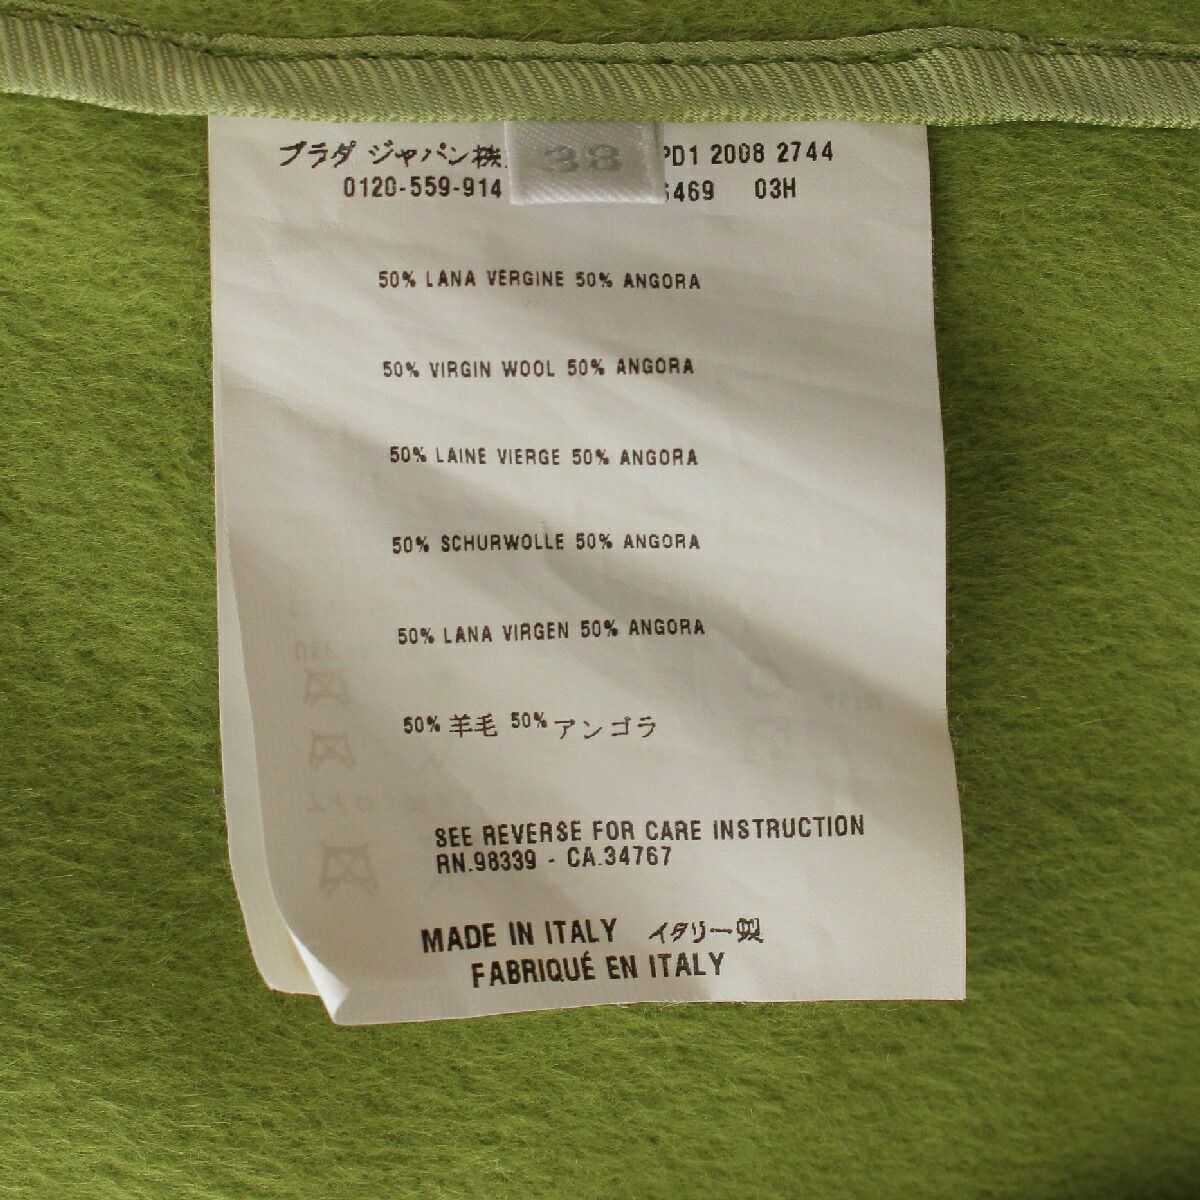 プラダ ジャパン株 38 PD1 2008 2744
0120-559-914 6469 03H
50% LANA VERGINE 50% ANGORA
50% VIRGIN WOOL 50% ANGORA
50% LAINE VIERGE 50% ANGORA
50% SCHURWOLLE 50% ANGORA
50% LANA VIRGEN 50% ANGORA
50% 羊毛 50% アンゴラ
SEE REVERSE FOR CARE INSTRUCTION
RN.98339 - CA.34767
MADE IN ITALY イタリー製
FABRIQUÉ EN ITALY